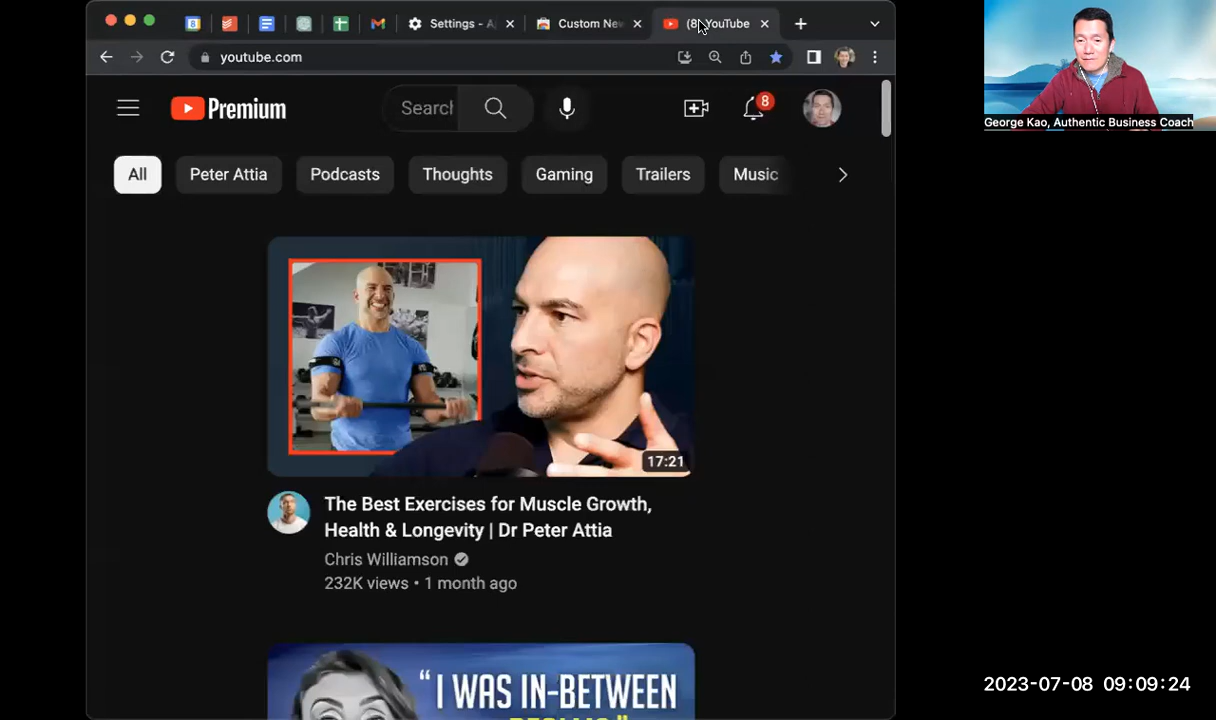 Settings - A
Custom New
(8) YouTube
youtube.com
Premium
Search
8
All
Peter Attia
Podcasts
Thoughts
Gaming
Trailers
Music
17:21
The Best Exercises for Muscle Growth,
Health & Longevity | Dr Peter Attia
Chris Williamson
232K views • 1 month ago
“I WAS IN-BETWEEN
George Kao, Authentic Business Coach
2023-07-08 09:09:24